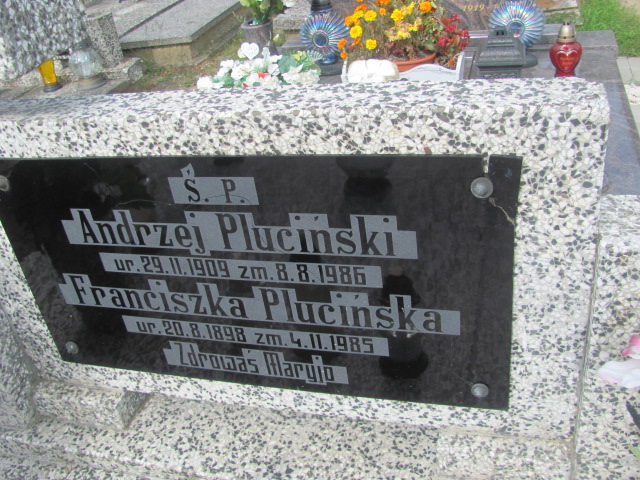 Ś. P.
Andrzej Pluciński
ur. 29.11.1909 zm. 8.8.1986
Franciszka Plucińska
ur. 20.8.1898 zm. 4.11.1985
Zdrowaś Maryjo